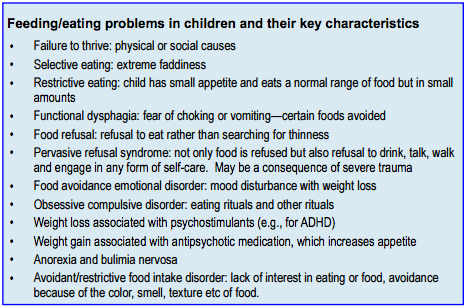 Feeding/eating problems in children and their key characteristics
• Failure to thrive: physical or social causes
• Selective eating: extreme faddiness
• Restrictive eating: child has small appetite and eats a normal range of food but in small
amounts
• Functional dysphagia: fear of choking or vomiting—certain foods avoided
• Food refusal: refusal to eat rather than searching for thinness
• Pervasive refusal syndrome: not only food is refused but also refusal to drink, talk, walk
and engage in any form of self-care. May be a consequence of severe trauma
• Food avoidance emotional disorder: mood disturbance with weight loss
• Obsessive compulsive disorder: eating rituals and other rituals
• Weight loss associated with psychostimulants (e.g., for ADHD)
• Weight gain associated with antipsychotic medication, which increases appetite
• Anorexia and bulimia nervosa
• Avoidant/restrictive food intake disorder: lack of interest in eating or food, avoidance
because of the color, smell, texture etc of food.